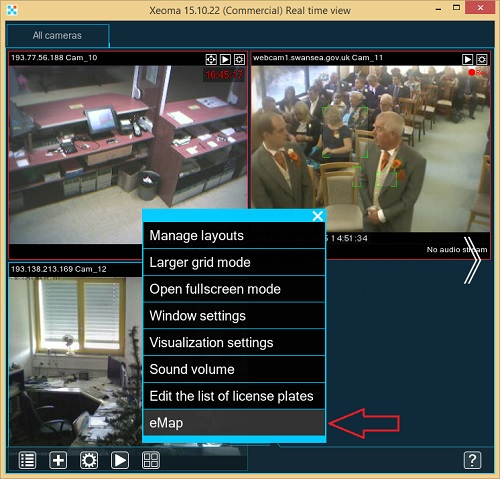 Xeoma 15.10.22 (Commercial) Real time view
All cameras
193.77.56.188 Cam_10
webcam1.swansea.gov.uk Cam_11
16:45:17
Rec
14:51:34
No audio stream
193.138.213.169 Cam_12
Manage layouts
Larger grid mode
Open fullscreen mode
Window settings
Visualization settings
Sound volume
Edit the list of license plates
eMap
?